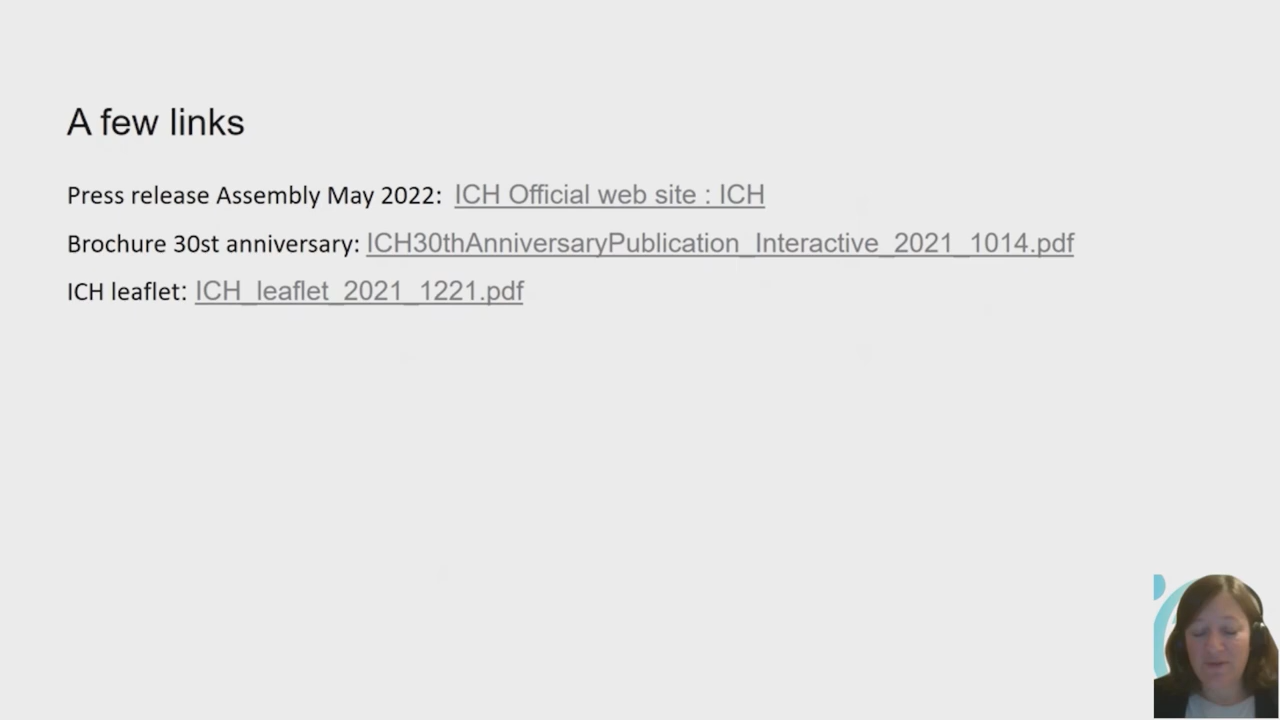 A few links
Press release Assembly May 2022: ICH Official web site : ICH
Brochure 30st anniversary: ICH30thAnniversaryPublication_Interactive_2021_1014.pdf
ICH leaflet: ICH_leaflet_2021_1221.pdf